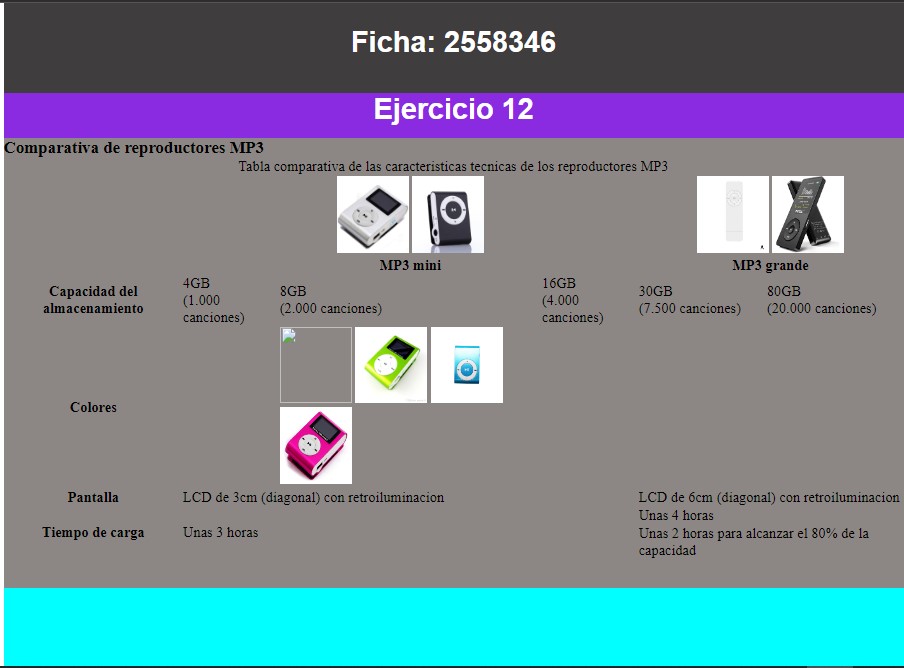 Ficha: 2558346
Ejercicio 12
Comparativa de reproductores MP3
Tabla comparativa de las caracteristicas tecnicas de los reproductores MP3
MP3 mini
MP3 grande
Capacidad del
almacenamiento
4GB
(1.000
canciones)
8GB
(2.000 canciones)
16GB
(4.000
canciones)
30GB
(7.500 canciones)
80GB
(20.000 canciones)
Colores
Pantalla
LCD de 3cm (diagonal) con retroiluminacion
LCD de 6cm (diagonal) con retroiluminacion
Tiempo de carga
Unas 3 horas
Unas 4 horas
Unas 2 horas para alcanzar el 80% de la
capacidad